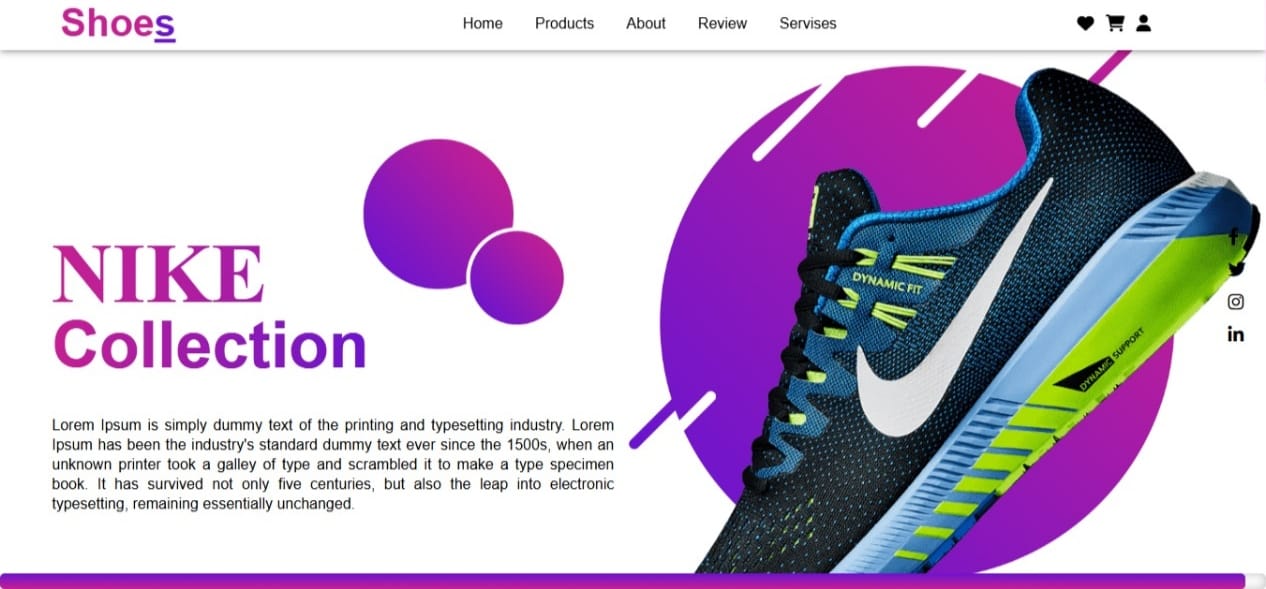 Shoes
Home Products About Review Servises
NIKE
Collection
Lorem Ipsum is simply dummy text of the printing and typesetting industry. Lorem
Ipsum has been the industry's standard dummy text ever since the 1500s, when an
unknown printer took a galley of type and scrambled it to make a type specimen
book. It has survived not only five centuries, but also the leap into electronic
typesetting, remaining essentially unchanged.
DYNAMIC FIT
DYNAMIC SUPPORT
in